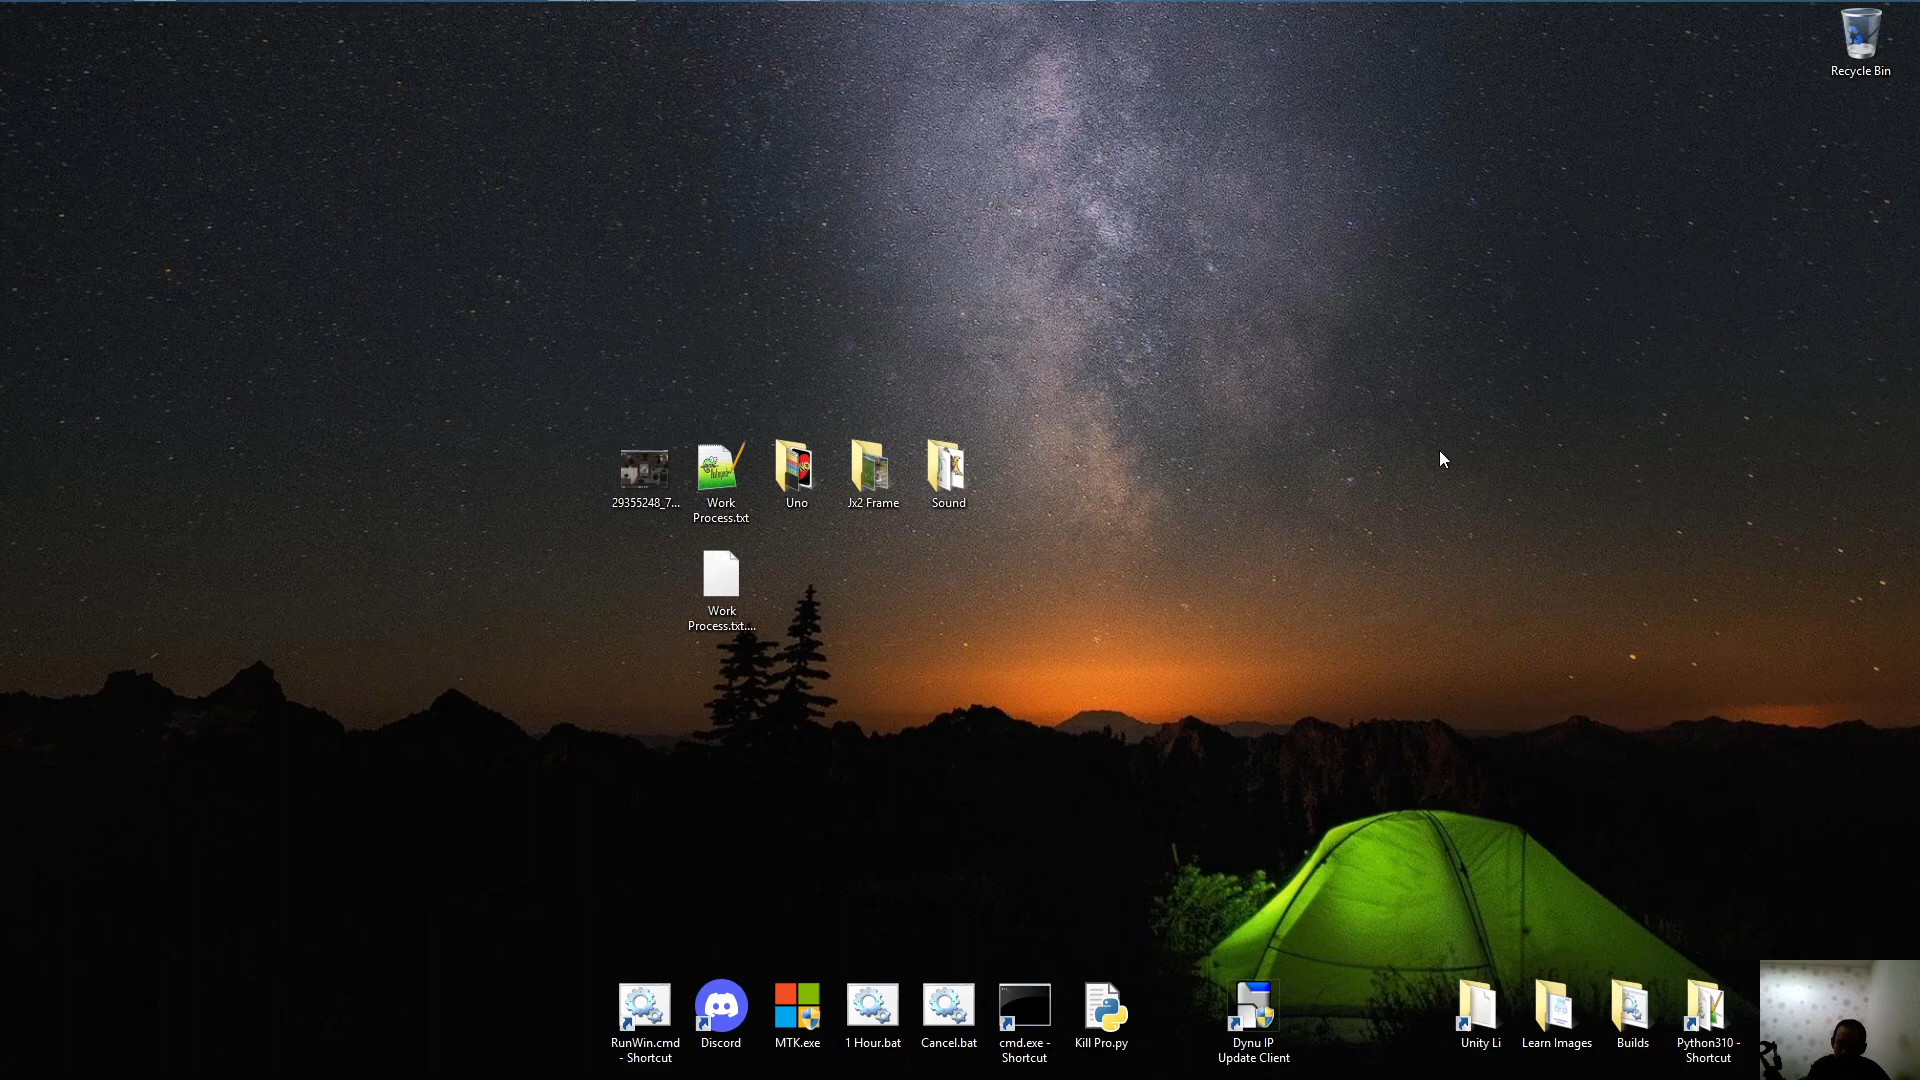 Recycle Bin
29355248_7...
Work
Process.txt
Uno
Jx2 Frame
Sound
Work
Process.txt....
RunWin.cmd
- Shortcut
Discord
MTK.exe
1 Hour.bat
Cancel.bat
cmd.exe -
Shortcut
Kill Pro.py
Dynu IP
Update Client
Unity Li
Learn Images
Builds
Python310 -
Shortcut